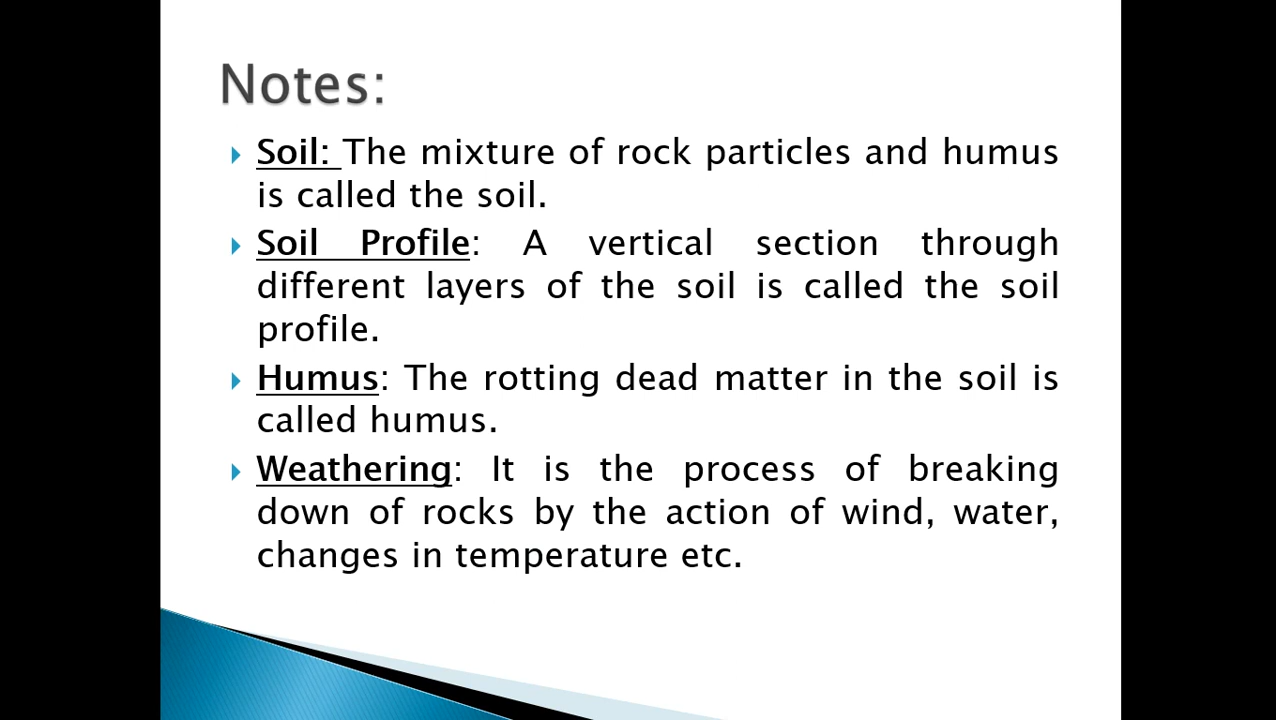 Notes:
Soil: The mixture of rock particles and humus
is called the soil.
Soil Profile: A vertical section through
different layers of the soil is called the soil
profile.
Humus: The rotting dead matter in the soil is
called humus.
Weathering: It is the process of breaking
down of rocks by the action of wind, water,
changes in temperature etc.